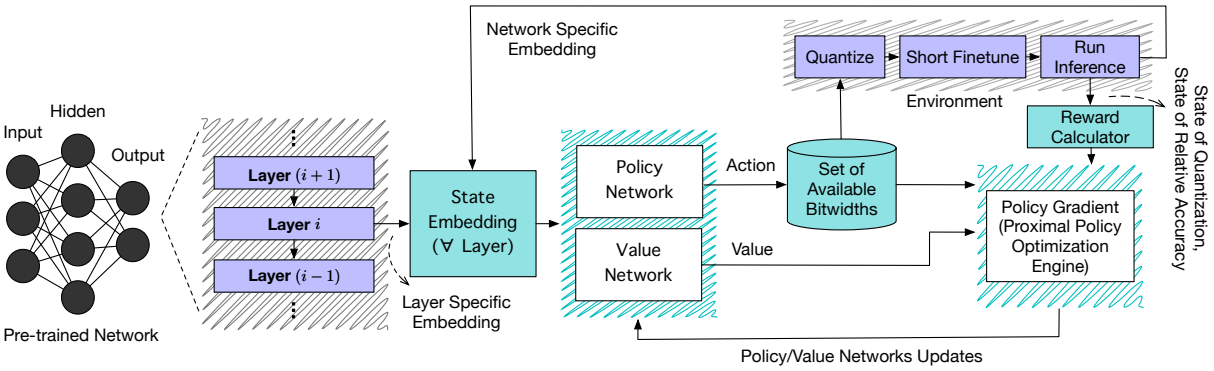 Network Specific
Embedding
Quantize
Short Finetune
Run
Inference
Environment
State of Quantization,
State of Relative Accuracy
Reward
Calculator
Hidden
Input
Output
Pre-trained Network
⋮
Layer (i + 1)
Layer i
Layer (i − 1)
⋮
State
Embedding
(∀ Layer)
Layer Specific
Embedding
Policy
Network
Value
Network
Action
Value
Set of
Available
Bitwidths
Policy Gradient
(Proximal Policy
Optimization
Engine)
Policy/Value Networks Updates